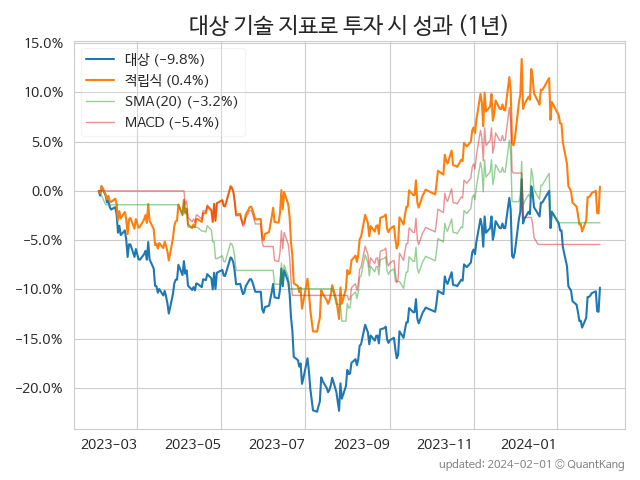 대상 기술 지표로 투자 시 성과 (1년)
15.0%
10.0%
5.0%
0.0%
−5.0%
−10.0%
−15.0%
−20.0%
대상 (−9.8%)
적립식 (0.4%)
SMA(20) (−3.2%)
MACD (−5.4%)
2023-03 2023-05 2023-07 2023-09 2023-11 2024-01
updated: 2024-02-01 © QuantKang